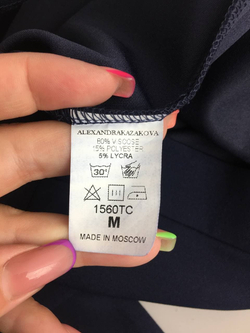 ALEXANDRAKAZAKOVA
80% VISCOSE
15% POLYESTER
5% LYCRA
30°
1560TC
M
MADE IN MOSCOW